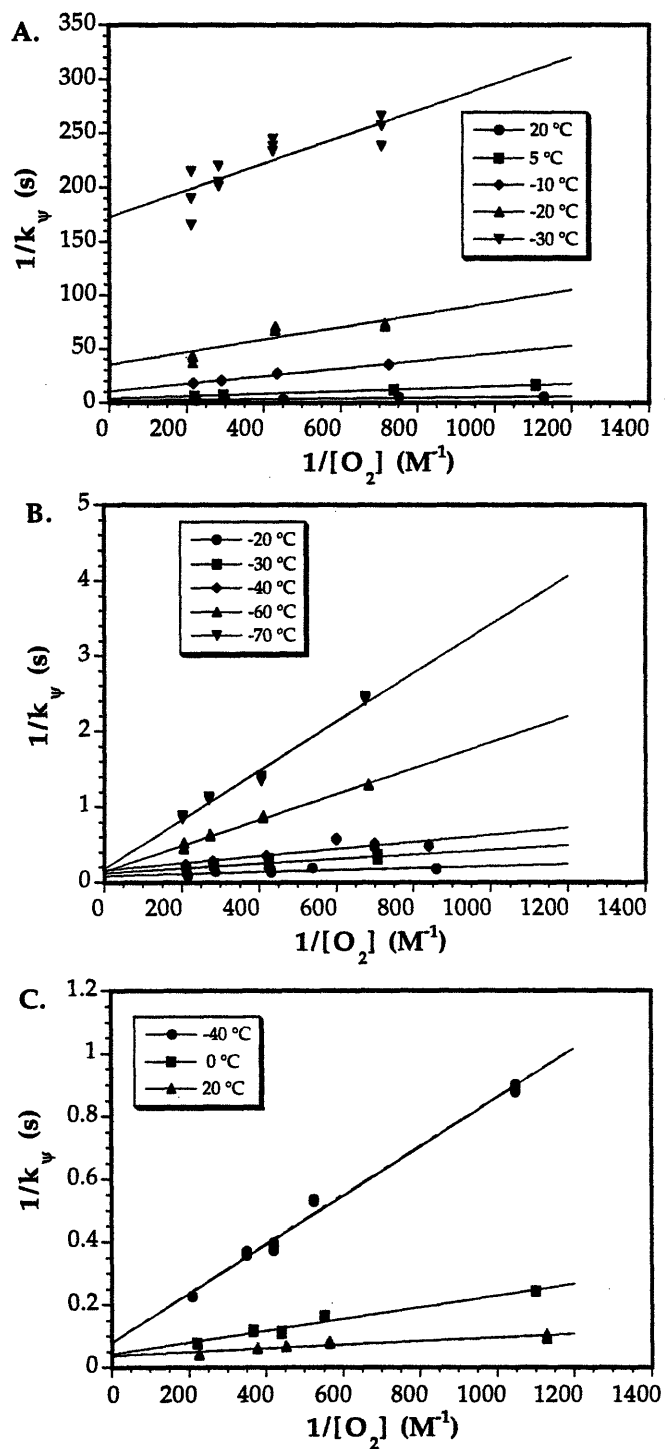 A.
350
300
250
200
150
100
50
0
1/kψ (s)
20 °C
5 °C
-10 °C
-20 °C
-30 °C
0 200 400 600 800 1000 1200 1400
1/[O₂] (M⁻¹)
B.
5
4
3
2
1
0
1/kψ (s)
-20 °C
-30 °C
-40 °C
-60 °C
-70 °C
0 200 400 600 800 1000 1200 1400
1/[O₂] (M⁻¹)
C.
1.2
1
0.8
0.6
0.4
0.2
0
1/kψ (s)
-40 °C
0 °C
20 °C
0 200 400 600 800 1000 1200 1400
1/[O₂] (M⁻¹)